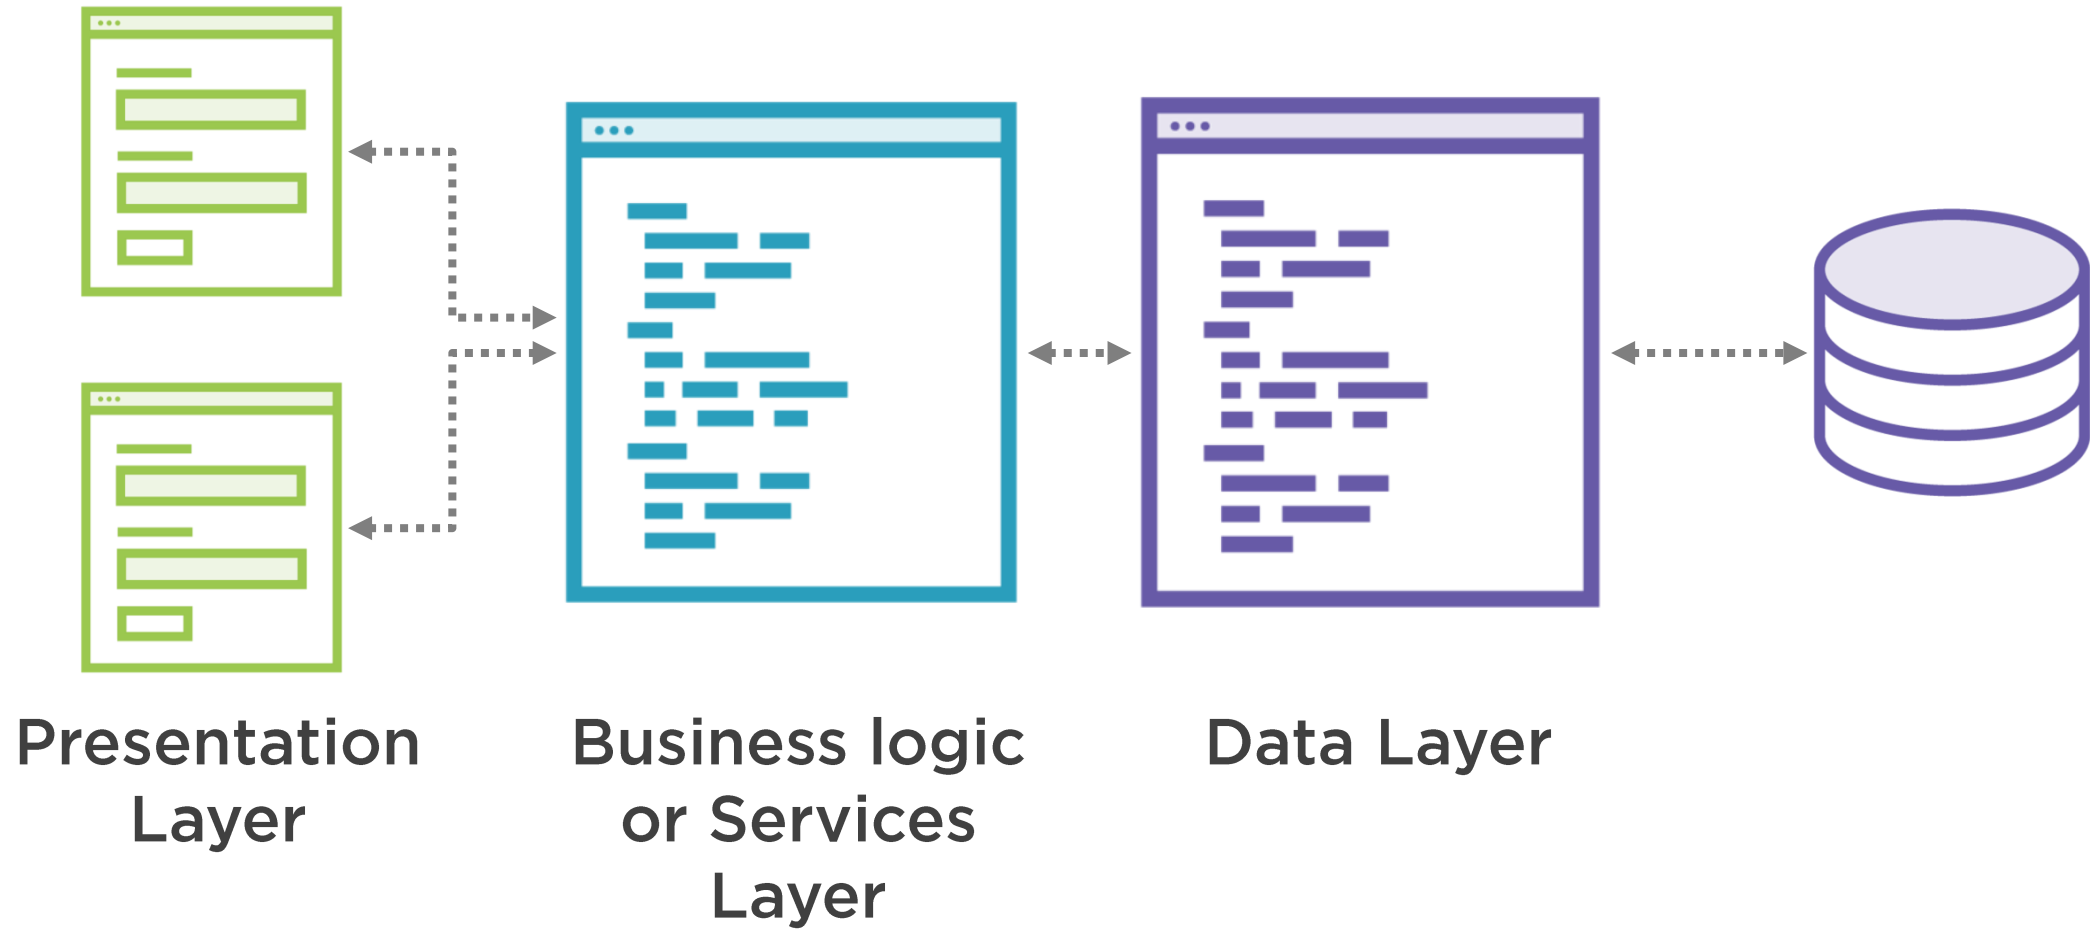 Presentation
Layer
Business logic
or Services
Layer
Data Layer